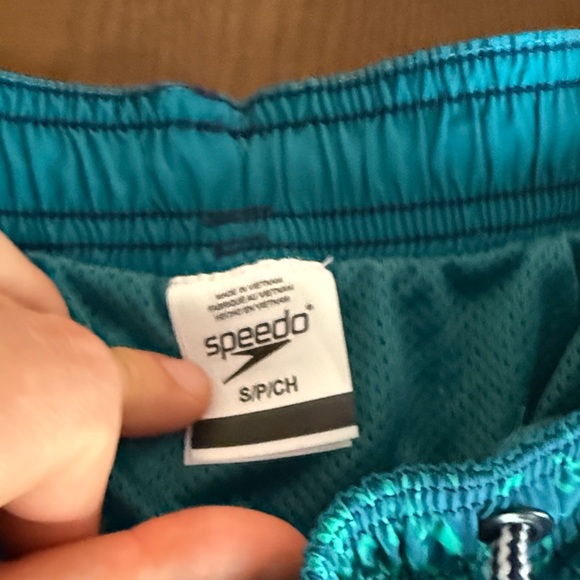 MADE IN VIETNAM
FABRIQUÉ AU VIETNAM
HECHO EN VIETNAM
speedo®
S/P/CH